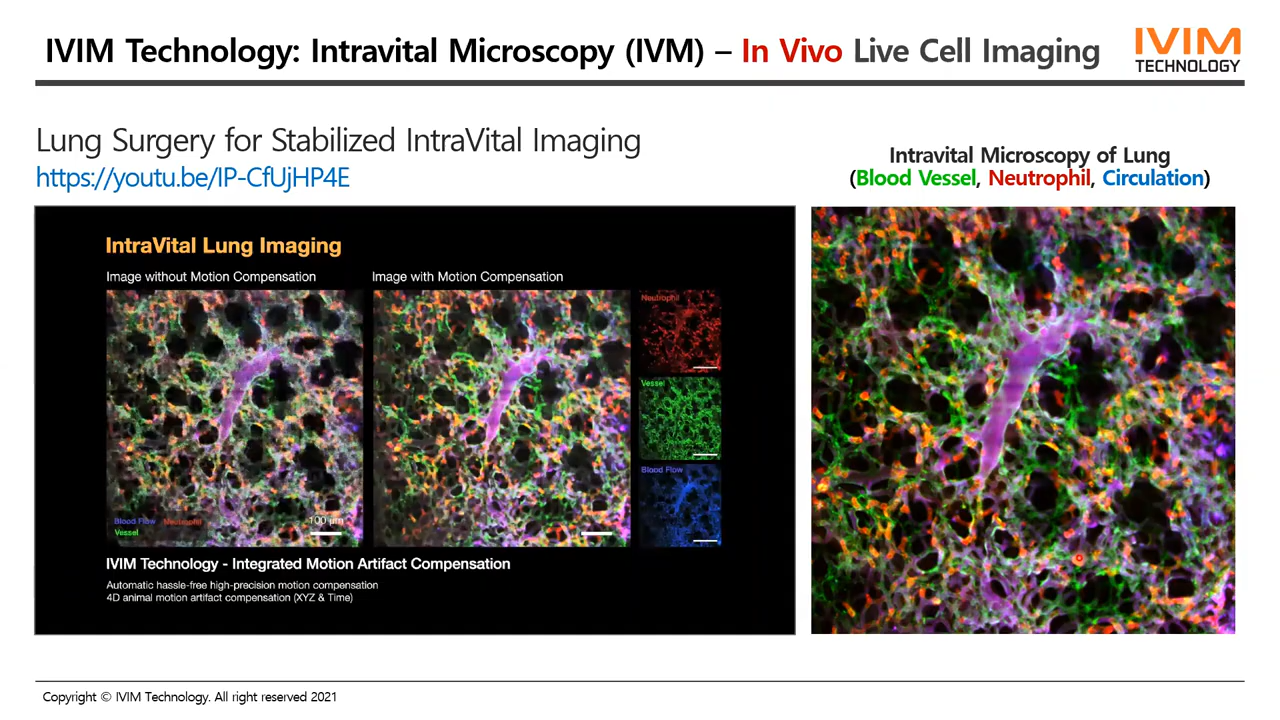 IVIM Technology: Intravital Microscopy (IVM) – In Vivo Live Cell Imaging
IVIM
TECHNOLOGY
Lung Surgery for Stabilized IntraVital Imaging
https://youtu.be/IP-CfUjHP4E
Intravital Microscopy of Lung
(Blood Vessel, Neutrophil, Circulation)
IntraVital Lung Imaging
Image without Motion Compensation
Image with Motion Compensation
Neutrophil
Vessel
Blood Flow
Blood Flow Neutrophil
Vessel
100 µm
IVIM Technology - Integrated Motion Artifact Compensation
Automatic hassle-free high-precision motion compensation
4D animal motion artifact compensation (XYZ & Time)
Copyright © IVIM Technology. All right reserved 2021